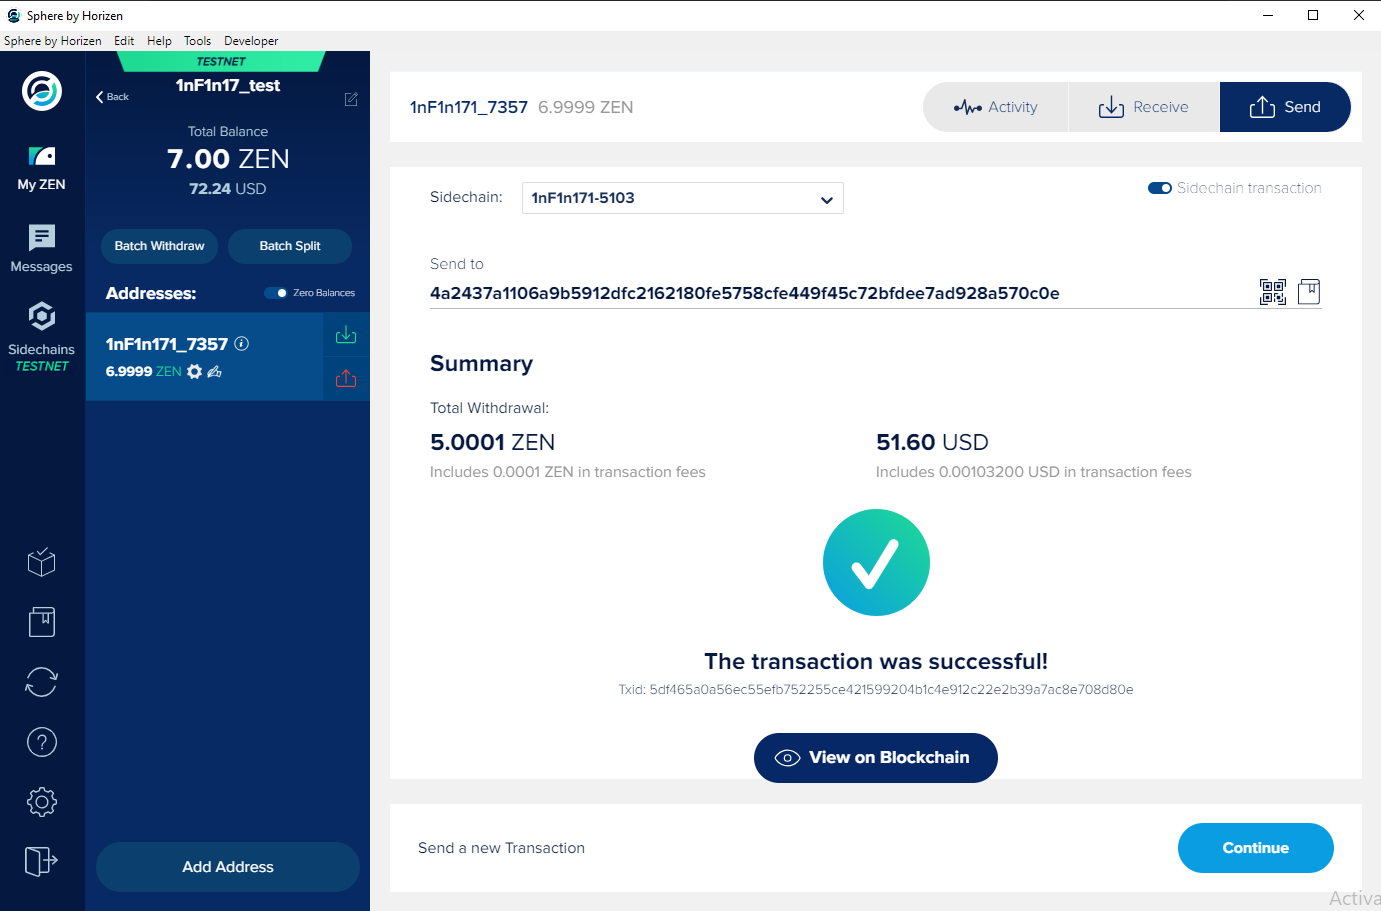 Sphere by Horizen
Sphere by Horizen Edit Help Tools Developer
TESTNET
1nF1n17_test
Back
Total Balance
7.00 ZEN
72.24 USD
Batch Withdraw
Batch Split
Addresses:
Zero Balances
1nF1n171_7357
6.9999 ZEN
Add Address
My ZEN
Messages
Sidechains
TESTNET
1nF1n171_7357 6.9999 ZEN
Activity
Receive
Send
Sidechain: 1nF1n171-5103
Sidechain transaction
Send to
4a2437a1106a9b5912dfc2162180fe5758cfe449f45c72bfdee7ad928a570c0e
Summary
Total Withdrawal:
5.0001 ZEN
51.60 USD
Includes 0.0001 ZEN in transaction fees
Includes 0.00103200 USD in transaction fees
The transaction was successful!
Txid: 5df465a0a56ec55efb752255ce421599204b1c4e912c22e2b39a7ac8e708d80e
View on Blockchain
Send a new Transaction
Continue
Activa